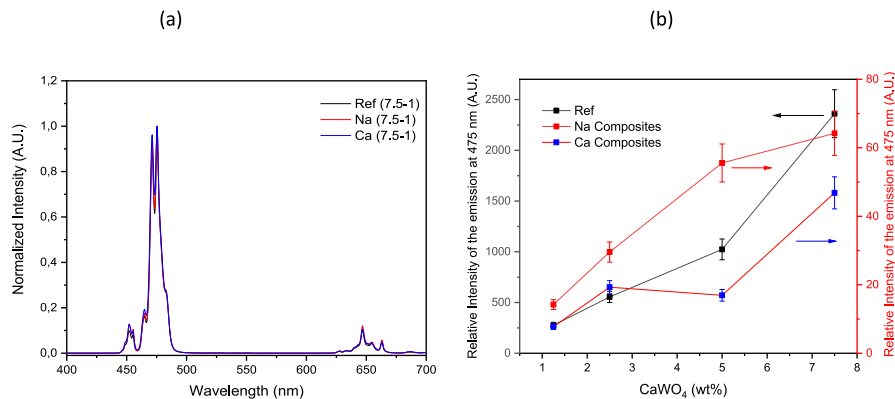 (a)
(b)
Normalized Intensity (A.U.)
1,2
1,0
0,8
0,6
0,4
0,2
0,0
400
450
500
550
600
650
700
Wavelength (nm)
Ref (7.5-1)
Na (7.5-1)
Ca (7.5-1)
Relative Intensity of the emission at 475 nm (A.U.)
2500
2000
1500
1000
500
0
1
2
3
4
5
6
7
8
CaWO4 (wt%)
Ref
Na Composites
Ca Composites
80
60
40
20
0
Relative Intensity of the emission at 475 nm (A.U.)